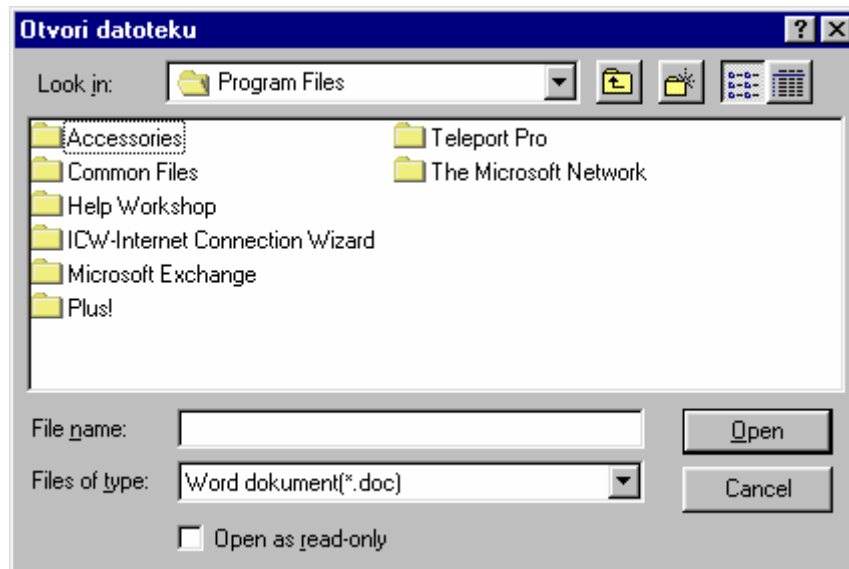 Otvori datoteku
Look in: Program Files
Accessories
Common Files
Help Workshop
ICW-Internet Connection Wizard
Microsoft Exchange
Plus!
Teleport Pro
The Microsoft Network
File name:
Open
Files of type: Word dokument(*.doc)
Cancel
Open as read-only